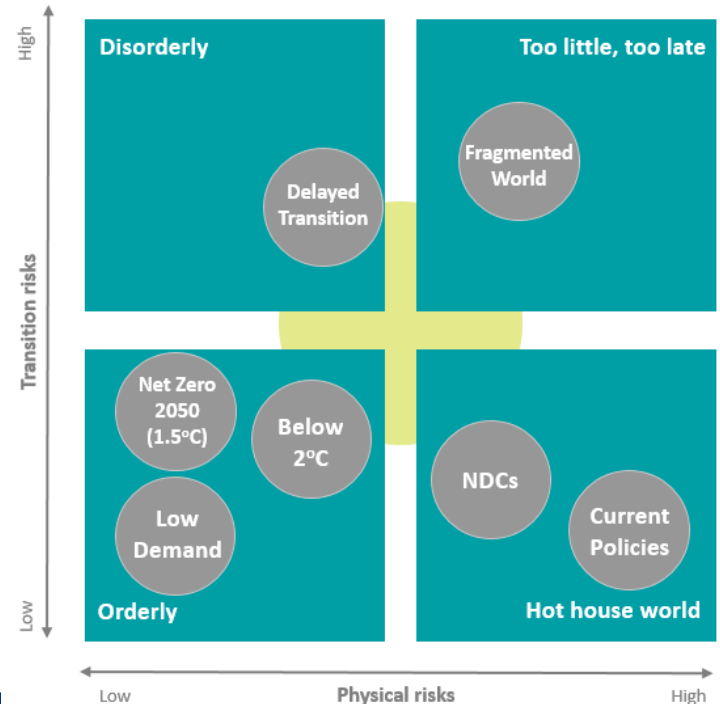 High
Disorderly
Too little, too late
Fragmented
World
Delayed
Transition
Transition risks
Net Zero
2050
(1.5°C)
Below
2°C
NDCs
Low
Demand
Current
Policies
Low
Orderly
Hot house world
Low
Physical risks
High